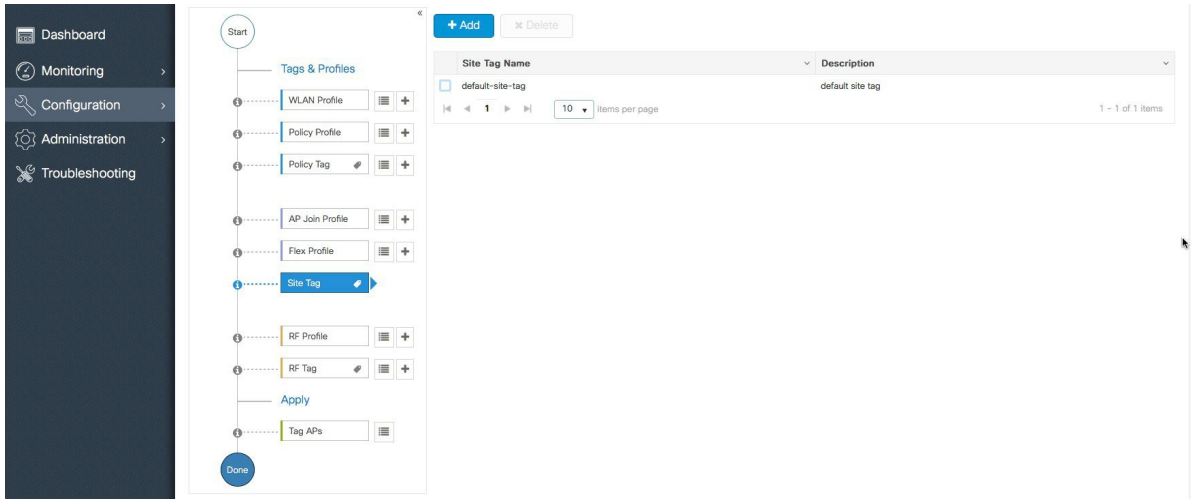 Dashboard
Monitoring
Configuration
Administration
Troubleshooting
Start
Tags & Profiles
WLAN Profile
Policy Profile
Policy Tag
AP Join Profile
Flex Profile
Site Tag
RF Profile
RF Tag
Apply
Tag APs
Done
+ Add
✖ Delete
Site Tag Name Description
default-site-tag default site tag
1 10 items per page 1 - 1 of 1 items